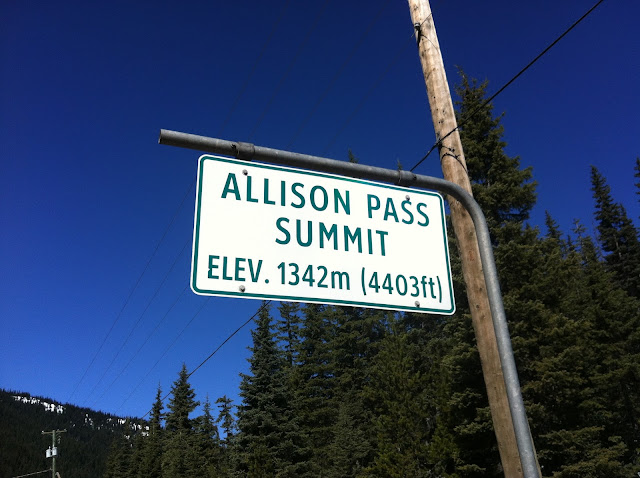 ALLISON PASS
SUMMIT
ELEV. 1342m (4403ft)